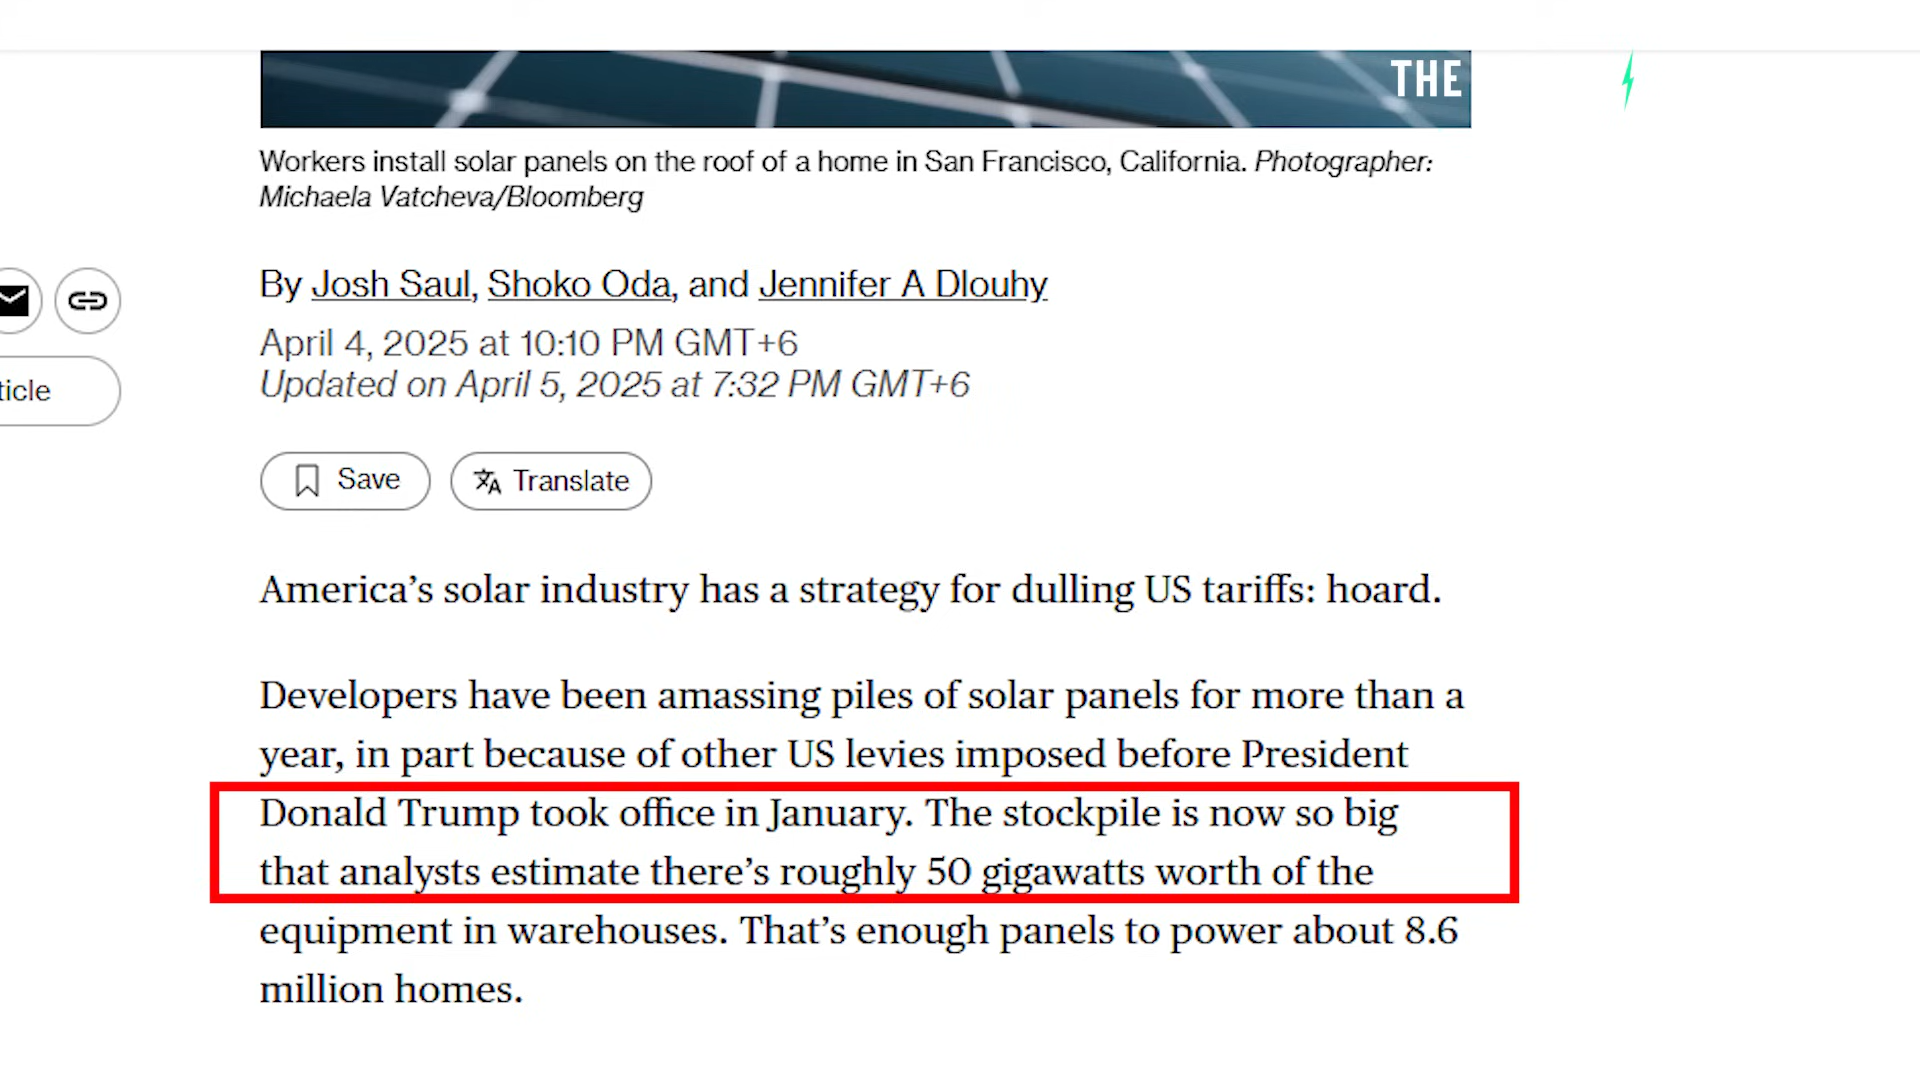 THE
Workers install solar panels on the roof of a home in San Francisco, California. Photographer:
Michaela Vatcheva/Bloomberg
By Josh Saul, Shoko Oda, and Jennifer A Dlouhy
April 4, 2025 at 10:10 PM GMT+6
Updated on April 5, 2025 at 7:32 PM GMT+6
ticle
Save
Translate
America’s solar industry has a strategy for dulling US tariffs: hoard.
Developers have been amassing piles of solar panels for more than a
year, in part because of other US levies imposed before President
Donald Trump took office in January. The stockpile is now so big
that analysts estimate there’s roughly 50 gigawatts worth of the
equipment in warehouses. That’s enough panels to power about 8.6
million homes.